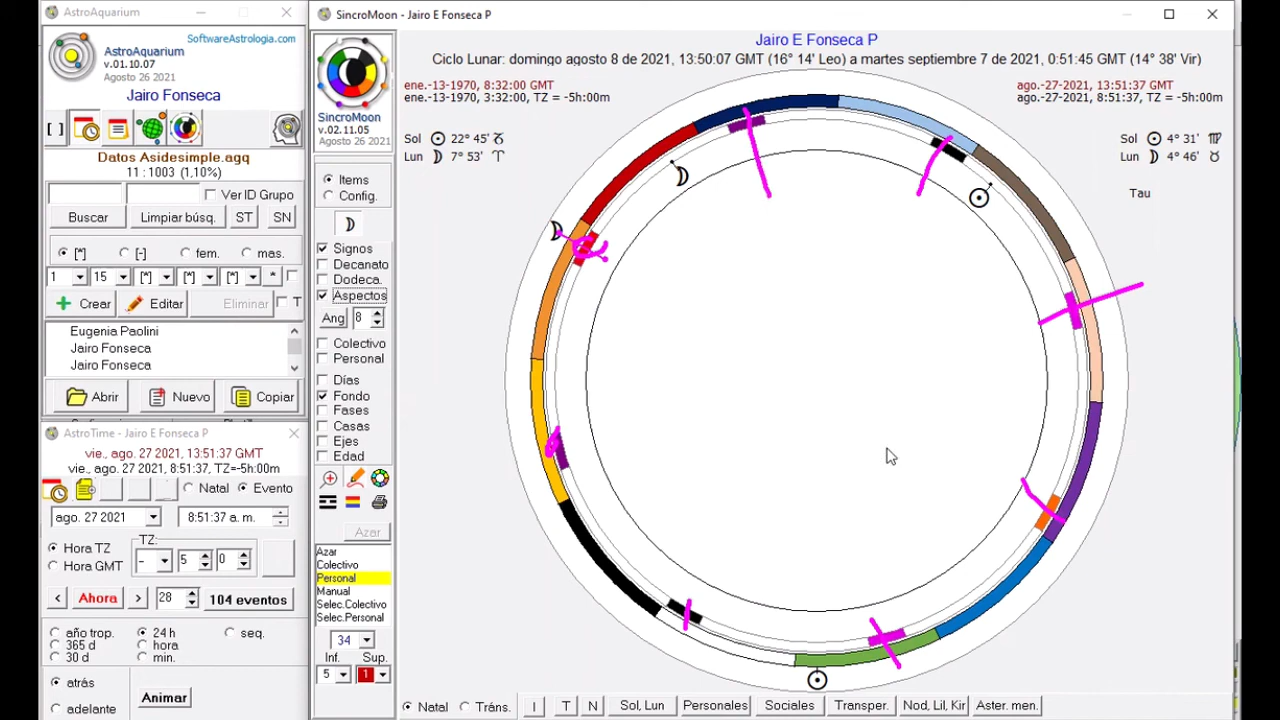 AstroAquarium
SoftwareAstrologia.com
AstroAquarium
v.01.10.07
Agosto 26 2021
Jairo Fonseca
[ ]
Datos Asidesimple.agq
11 : 1003 (1,10%)
Ver ID Grupo
Buscar
Limpiar búsq.
ST
SN
[*]
[-]
fem.
mas.
1
15
[*]
[*]
[*]
*
Crear
Editar
Eliminar
T
Eugenia Paolini
Jairo Fonseca
Jairo Fonseca
Abrir
Nuevo
Copiar
AstroTime - Jairo E Fonseca P
vie., ago. 27 2021, 13:51:37 GMT
vie., ago. 27 2021, 8:51:37, TZ=-5h:00m
Natal
Evento
ago. 27 2021
8:51:37 a. m.
Hora TZ
Hora GMT
TZ:
-
5
0
<
Ahora
>
28
104 eventos
año trop.
24 h
seq.
365 d
hora
30 d
min.
atrás
adelante
Animar
SincroMoon - Jairo E Fonseca P
SincroMoon
v.02.11.05
Agosto 26 2021
Items
Config.
Signos
Decanato
Dodeca.
Aspectos
Ang
8
Colectivo
Personal
Días
Fondo
Fases
Casas
Ejes
Edad
Azar
Azar
Colectivo
Personal
Manual
Selec.Colectivo
Selec.Personal
34
Inf.
Sup.
5
1
Jairo E Fonseca P
Ciclo Lunar: domingo agosto 8 de 2021, 13:50:07 GMT (16° 14' Leo) a martes septiembre 7 de 2021, 0:51:45 GMT (14° 38' Vir)
ene.-13-1970, 8:32:00 GMT
ene.-13-1970, 3:32:00, TZ = -5h:00m
ago.-27-2021, 13:51:37 GMT
ago.-27-2021, 8:51:37, TZ = -5h:00m
Sol ☉ 22° 45' ♑
Lun ☽ 7° 53' ♈
Sol ☉ 4° 31' ♍
Lun ☽ 4° 46' ♉
Tau
Natal
Tráns.
I
T
N
Sol, Lun
Personales
Sociales
Transper.
Nod, Lil, Kir
Aster. men.